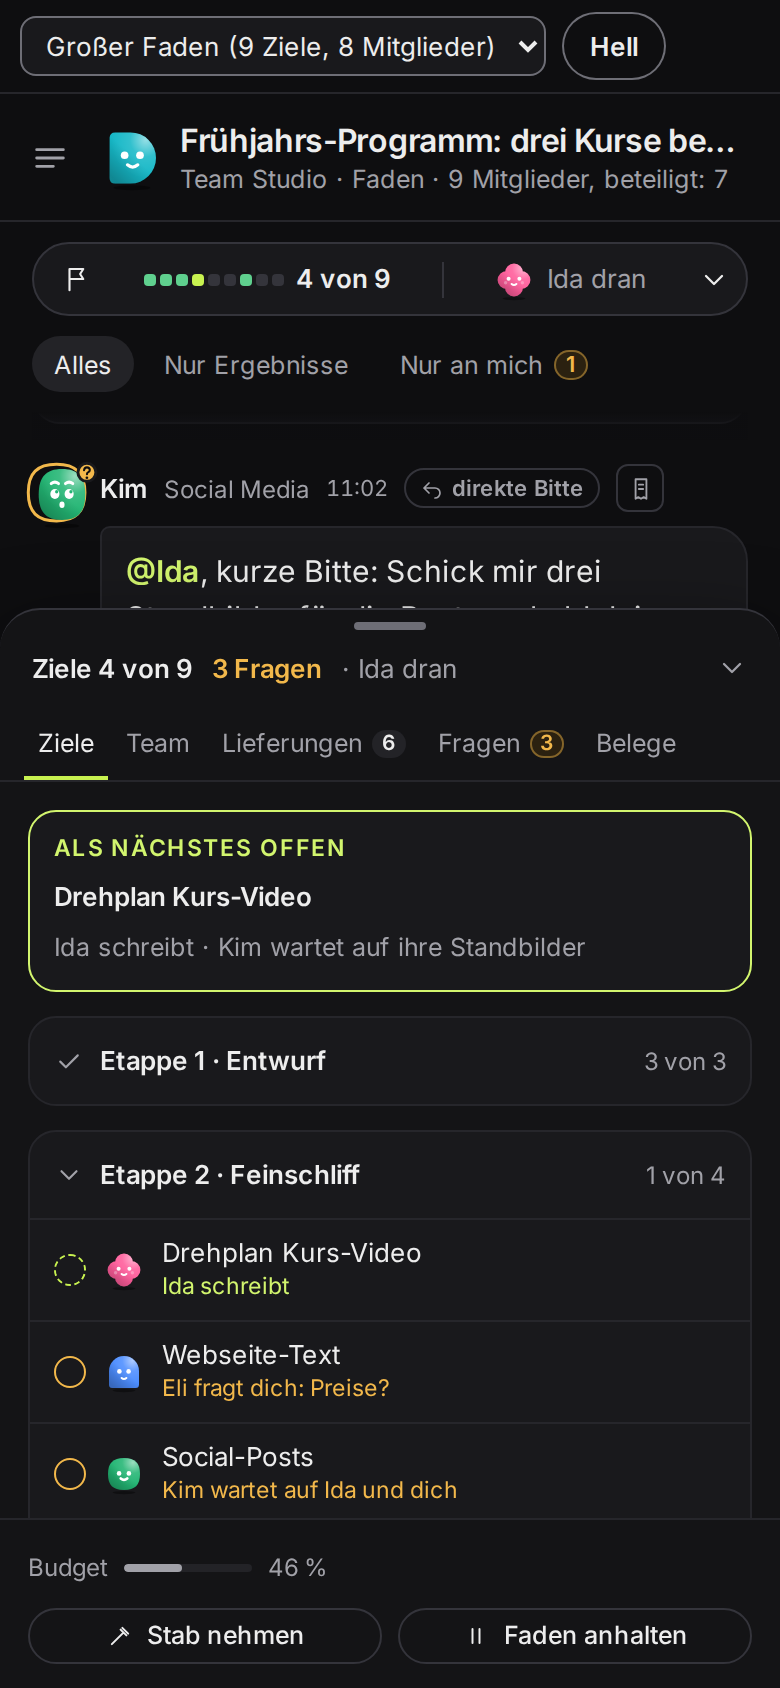 Großer Faden (9 Ziele, 8 Mitglieder)
Hell
Frühjahrs-Programm: drei Kurse be...
Team Studio · Faden · 9 Mitglieder, beteiligt: 7
4 von 9
Ida dran
Alles
Nur Ergebnisse
Nur an mich 1
Kim Social Media 11:02 direkte Bitte
@Ida, kurze Bitte: Schick mir drei
Ziele 4 von 9 3 Fragen · Ida dran
Ziele
Team
Lieferungen 6
Fragen 3
Belege
ALS NÄCHSTES OFFEN
Drehplan Kurs-Video
Ida schreibt · Kim wartet auf ihre Standbilder
Etappe 1 · Entwurf 3 von 3
Etappe 2 · Feinschliff 1 von 4
Drehplan Kurs-Video
Ida schreibt
Webseite-Text
Eli fragt dich: Preise?
Social-Posts
Kim wartet auf Ida und dich
Budget 46 %
Stab nehmen
Faden anhalten